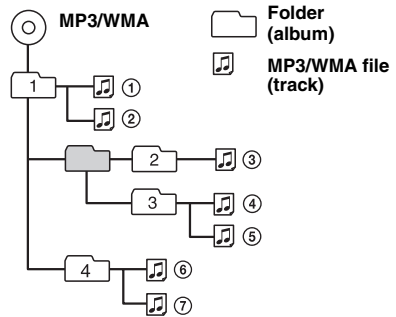 MP3/WMA
Folder
(album)
MP3/WMA file
(track)
1
①
②
2
③
3
④
⑤
4
⑥
⑦